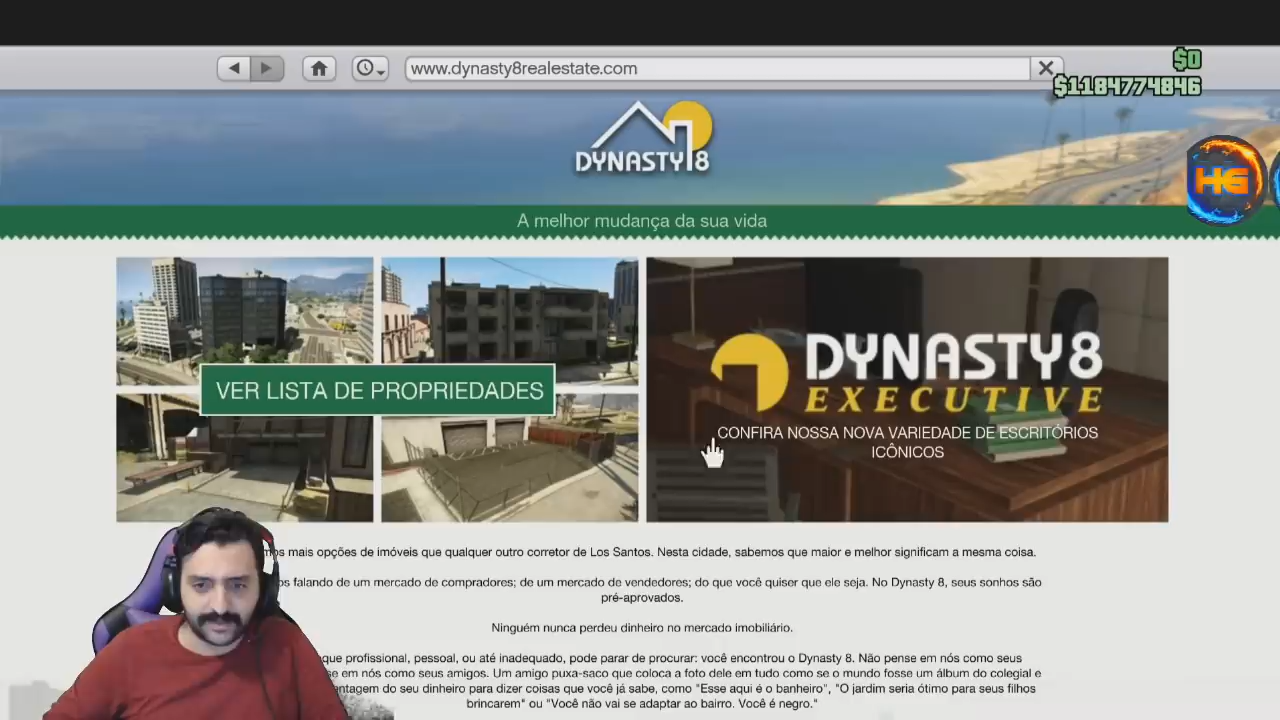 www.dynasty8realestate.com
$0
$1184774846
DYNASTY 8
HG
A melhor mudança da sua vida
VER LISTA DE PROPRIEDADES
DYNASTY8
EXECUTIVE
CONFIRA NOSSA NOVA VARIEDADE DE ESCRITÓRIOS
ICÔNICOS
mais opções de imóveis que qualquer outro corretor de Los Santos. Nesta cidade, sabemos que maior e melhor significam a mesma coisa.
falando de um mercado de compradores; de um mercado de vendedores; do que você quiser que ele seja. No Dynasty 8, seus sonhos são
pré-aprovados.
Ninguém nunca perdeu dinheiro no mercado imobiliário.
que profissional, pessoal, ou até inadequado, pode parar de procurar: você encontrou o Dynasty 8. Não pense em nós como seus
em nós como seus amigos. Um amigo puxa-saco que coloca a foto dele em tudo como se o mundo fosse um álbum do colegial e
do seu dinheiro para dizer coisas que você já sabe, como "Esse aqui é o banheiro", "O jardim seria ótimo para seus filhos
brincarem" ou "Você não vai se adaptar ao bairro. Você é negro."